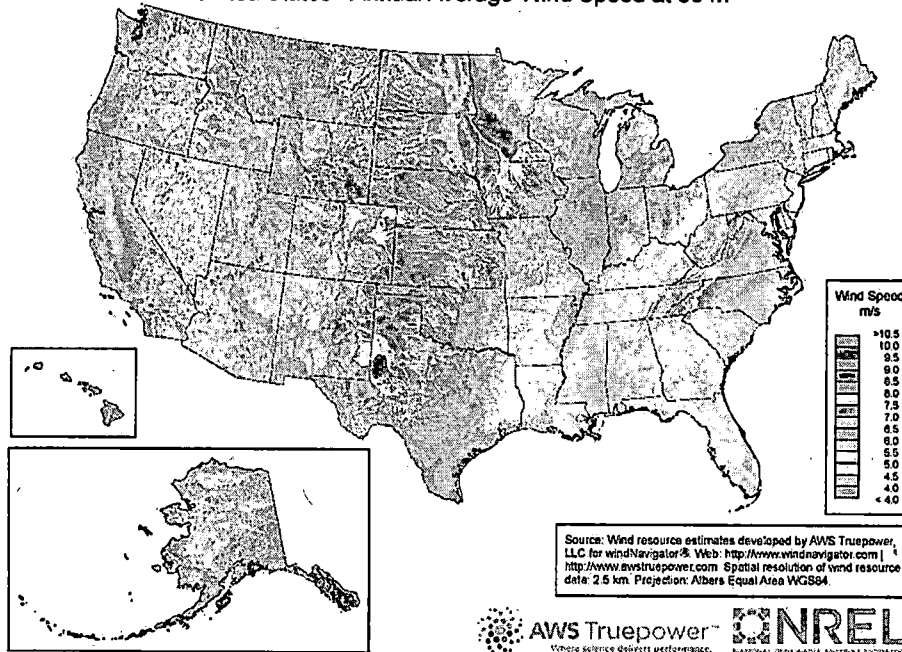 Annual Average Wind Speed at
Wind Speed
m/s
>10.5
10.0
9.5
9.0
8.5
8.0
7.5
7.0
6.5
6.0
5.5
5.0
4.5
4.0
< 4.0
Source: Wind resource estimates developed by AWS Truepower,
LLC for windNavigator®. Web: http://www.windnavigator.com |
http://www.awstruepower.com Spatial resolution of wind resource
data: 2.5 km. Projection: Albers Equal Area WGS84.
AWS Truepower™
Where science delivers performance.
NREL